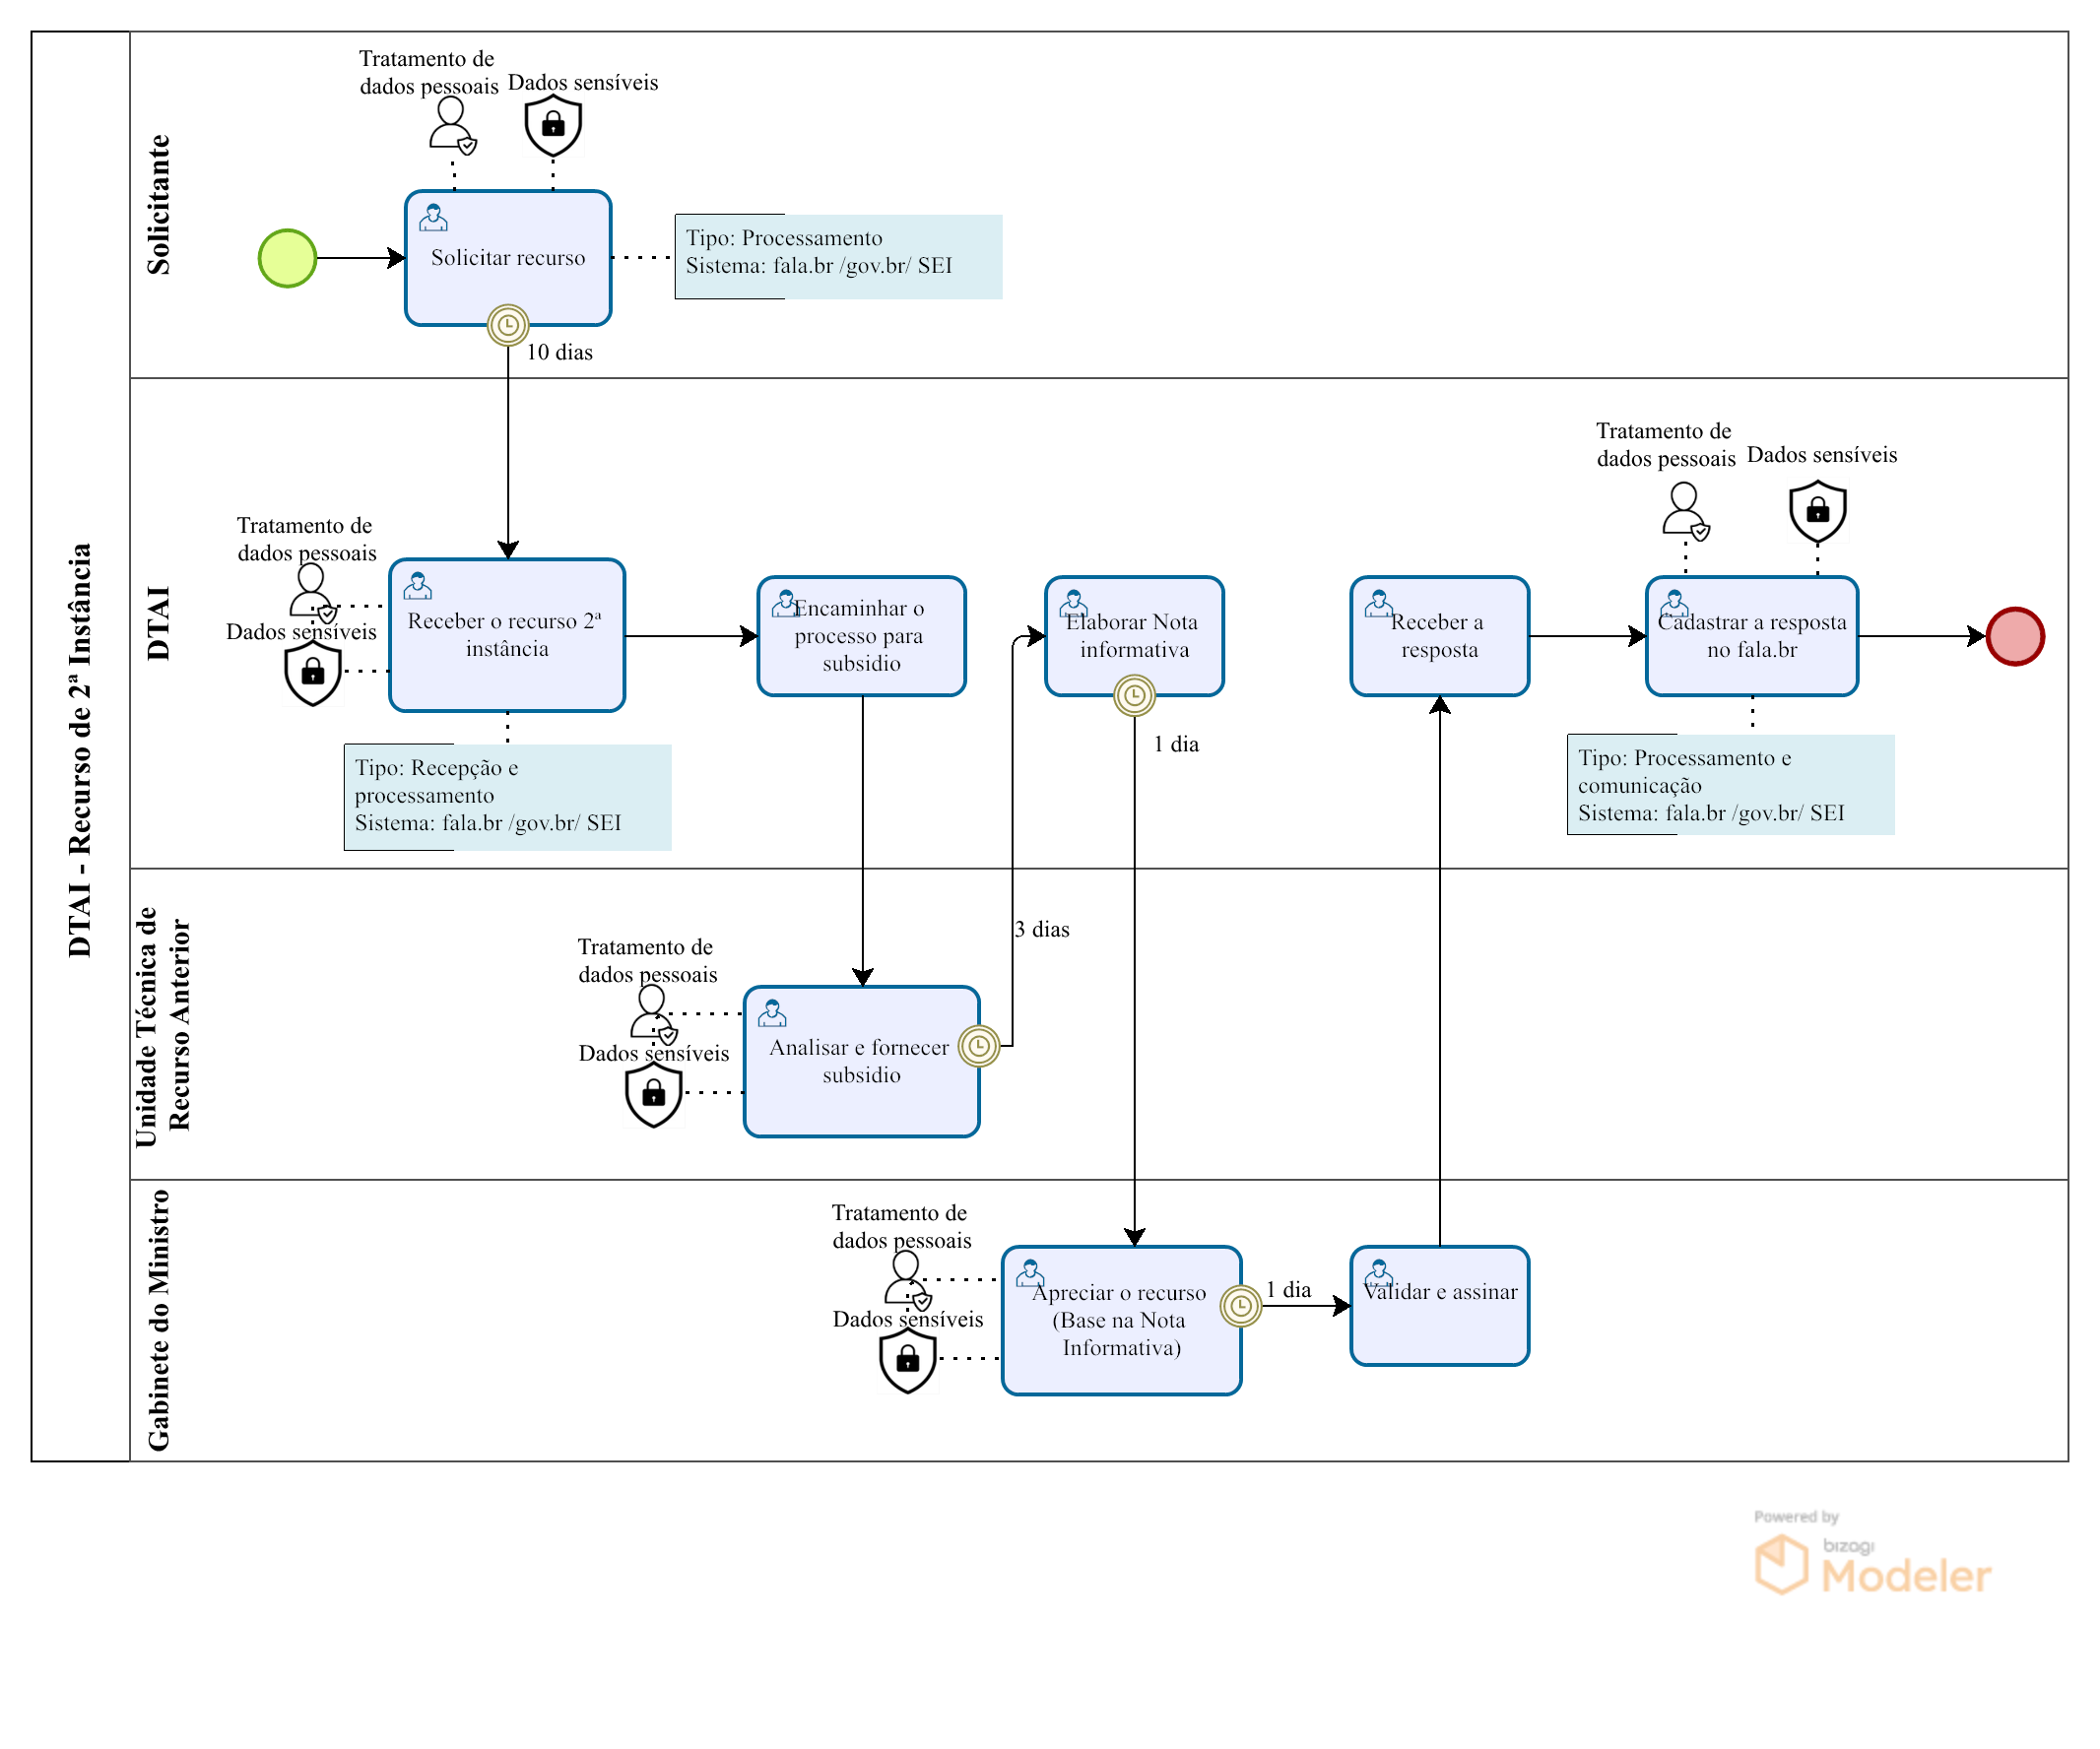 DTAI - Recurso de 2ª Instância
Solicitante
Tratamento de
dados pessoais
Dados sensíveis
Solicitar recurso
Tipo: Processamento
Sistema: fala.br /gov.br/ SEI
10 dias
DTAI
Tratamento de
dados pessoais
Dados sensíveis
Receber o recurso 2ª
instância
Tipo: Recepção e
processamento
Sistema: fala.br /gov.br/ SEI
Encaminhar o
processo para
subsidio
Elaborar Nota
informativa
1 dia
Receber a
resposta
Tratamento de
dados pessoais
Dados sensíveis
Cadastrar a resposta
no fala.br
Tipo: Processamento e
comunicação
Sistema: fala.br /gov.br/ SEI
Unidade Técnica de
Recurso Anterior
3 dias
Tratamento de
dados pessoais
Dados sensíveis
Analisar e fornecer
subsidio
Gabinete do Ministro
Tratamento de
dados pessoais
Dados sensíveis
Apreciar o recurso
(Base na Nota
Informativa)
1 dia
Validar e assinar
Powered by
bizagi
Modeler